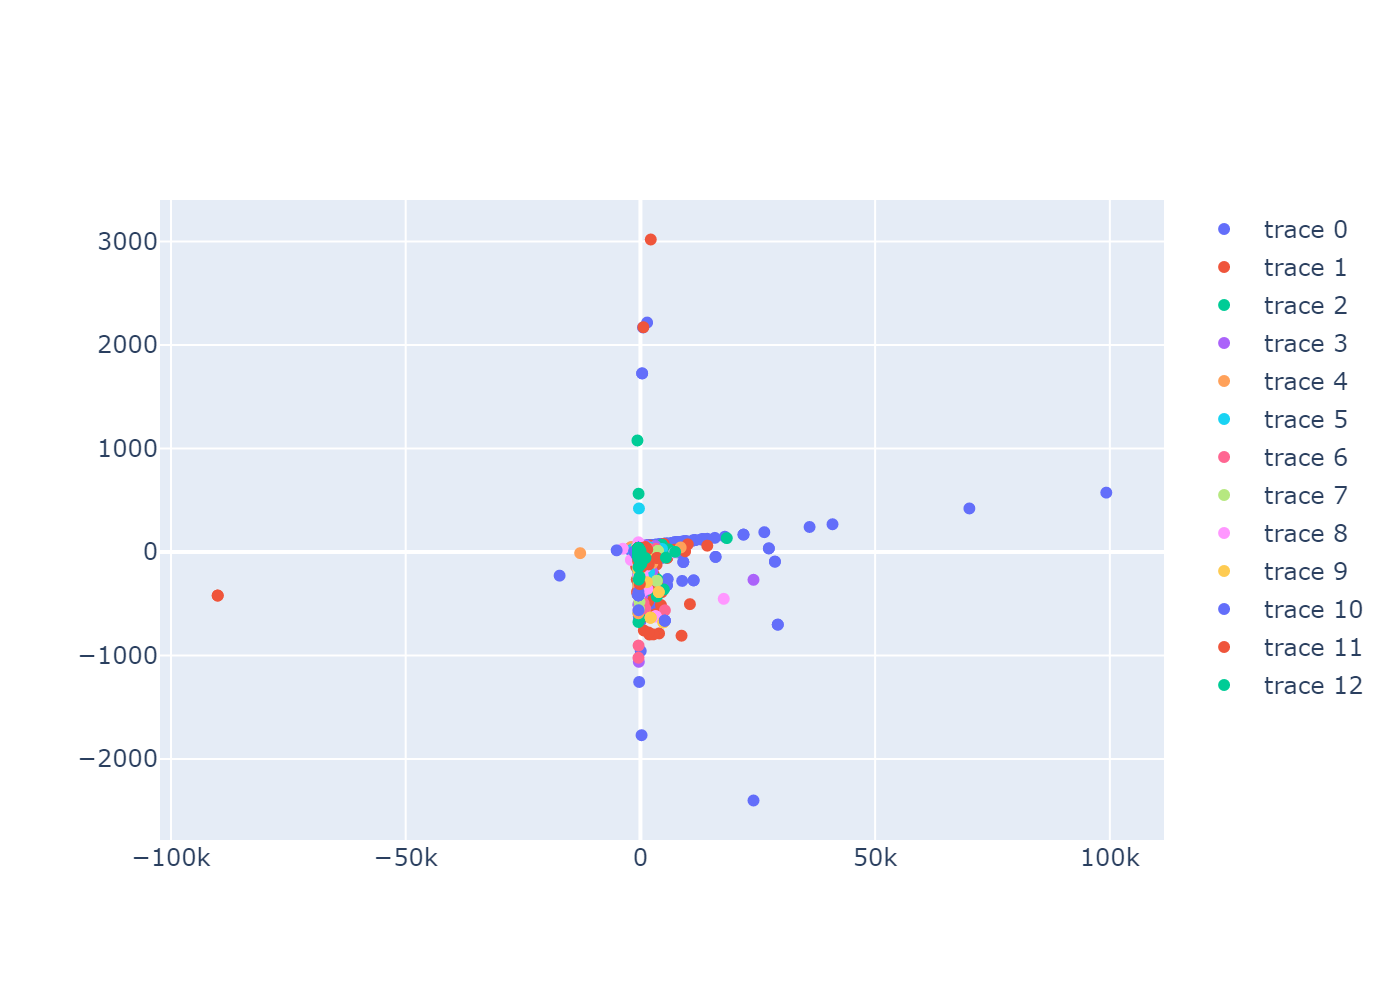 3000
2000
1000
0
−1000
−2000
−100k
−50k
0
50k
100k
trace 0
trace 1
trace 2
trace 3
trace 4
trace 5
trace 6
trace 7
trace 8
trace 9
trace 10
trace 11
trace 12